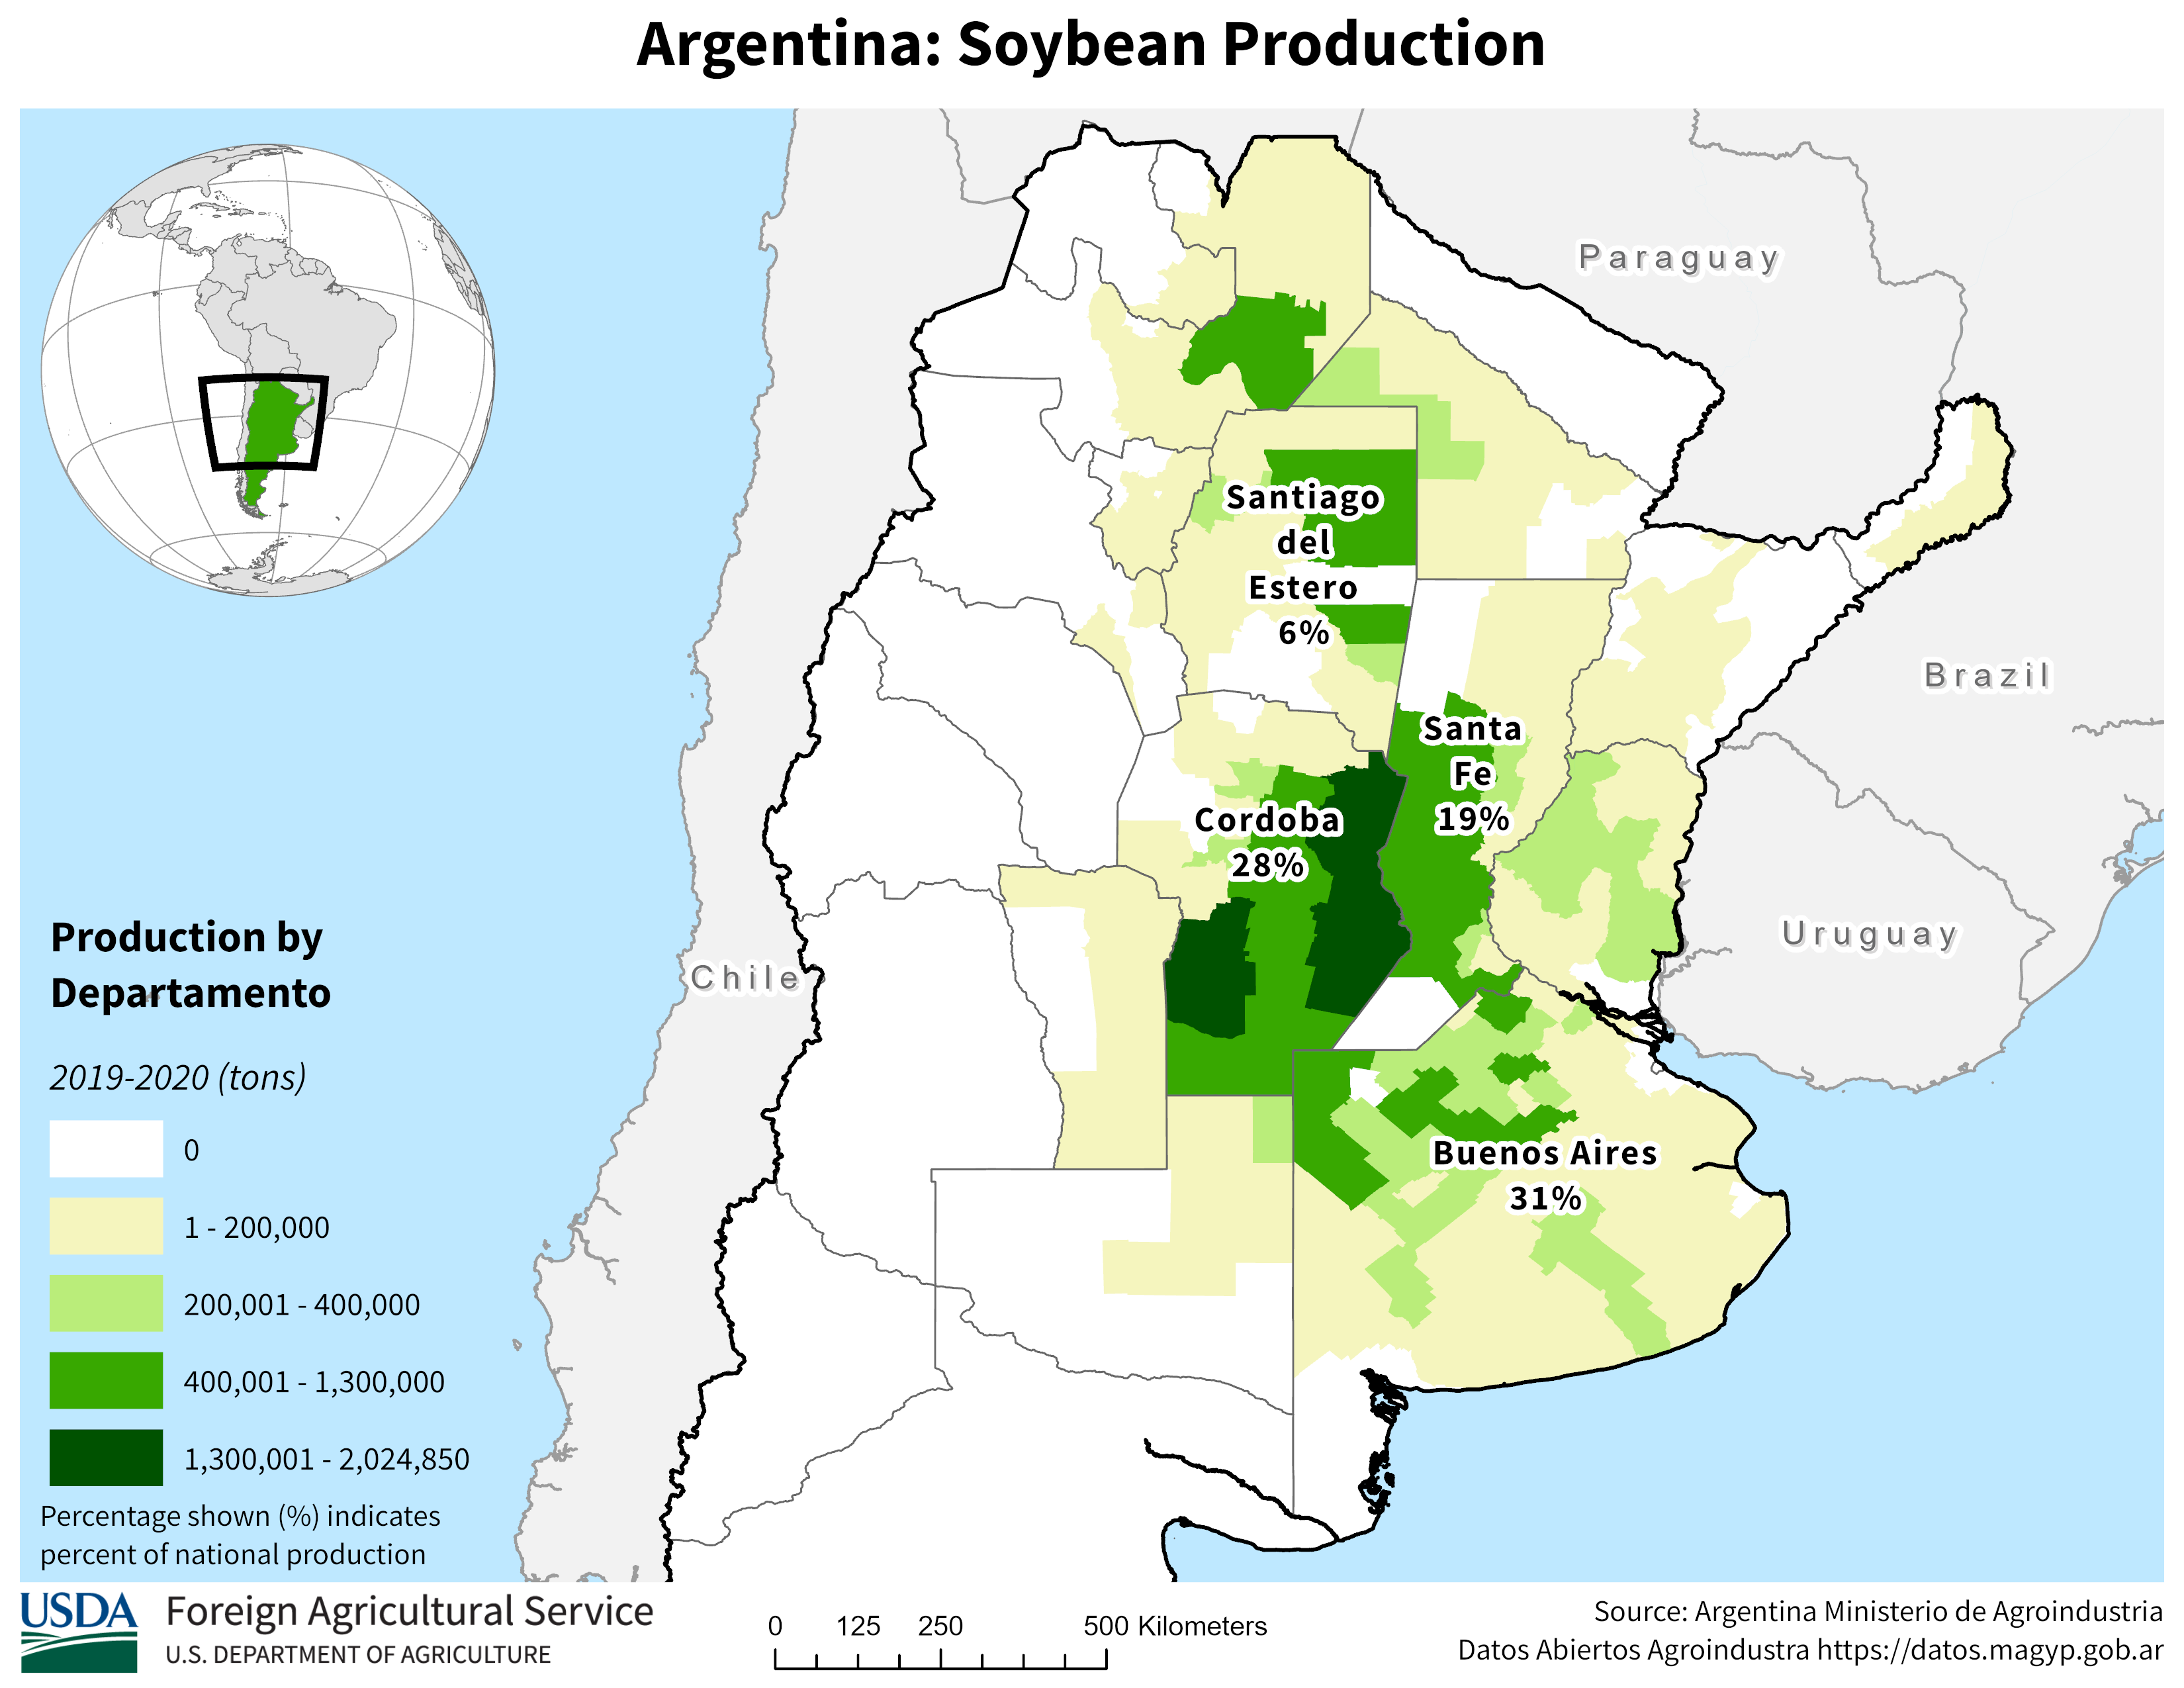 Argentina: Soybean Production
Paraguay
Santiago
del
Estero
6%
Brazil
Santa
Fe
19%
Cordoba
28%
Uruguay
Chile
Buenos Aires
31%
Production by
Departamento
2019-2020 (tons)
0
1 - 200,000
200,001 - 400,000
400,001 - 1,300,000
1,300,001 - 2,024,850
Percentage shown (%) indicates
percent of national production
USDA
Foreign Agricultural Service
U.S. DEPARTMENT OF AGRICULTURE
0 125 250 500 Kilometers
Source: Argentina Ministerio de Agroindustria
Datos Abiertos Agroindustra https://datos.magyp.gob.ar